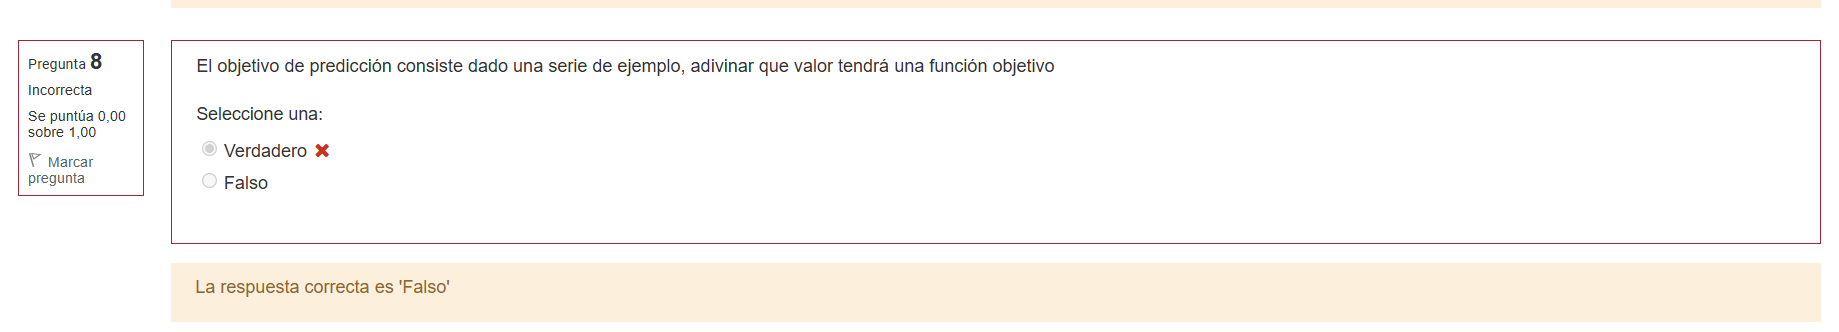 Pregunta 8
Incorrecta
Se puntúa 0,00
sobre 1,00
Marcar
pregunta
El objetivo de predicción consiste dado una serie de ejemplo, adivinar que valor tendrá una función objetivo
Seleccione una:
Verdadero
Falso
La respuesta correcta es 'Falso'